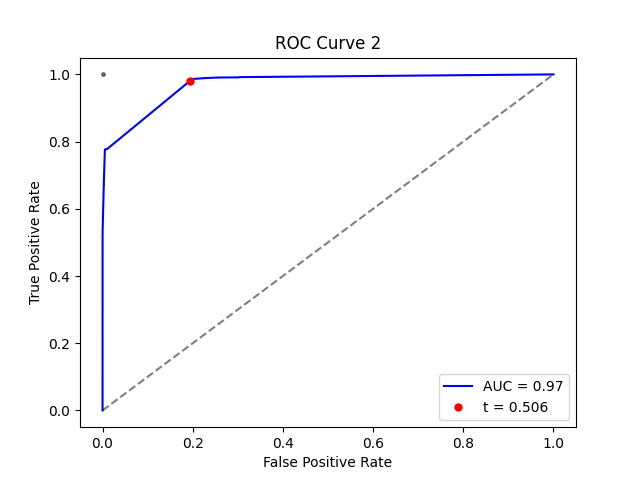 ROC Curve 2
1.0
0.8
0.6
0.4
0.2
0.0
True Positive Rate
0.0 0.2 0.4 0.6 0.8 1.0
False Positive Rate
AUC = 0.97
t = 0.506